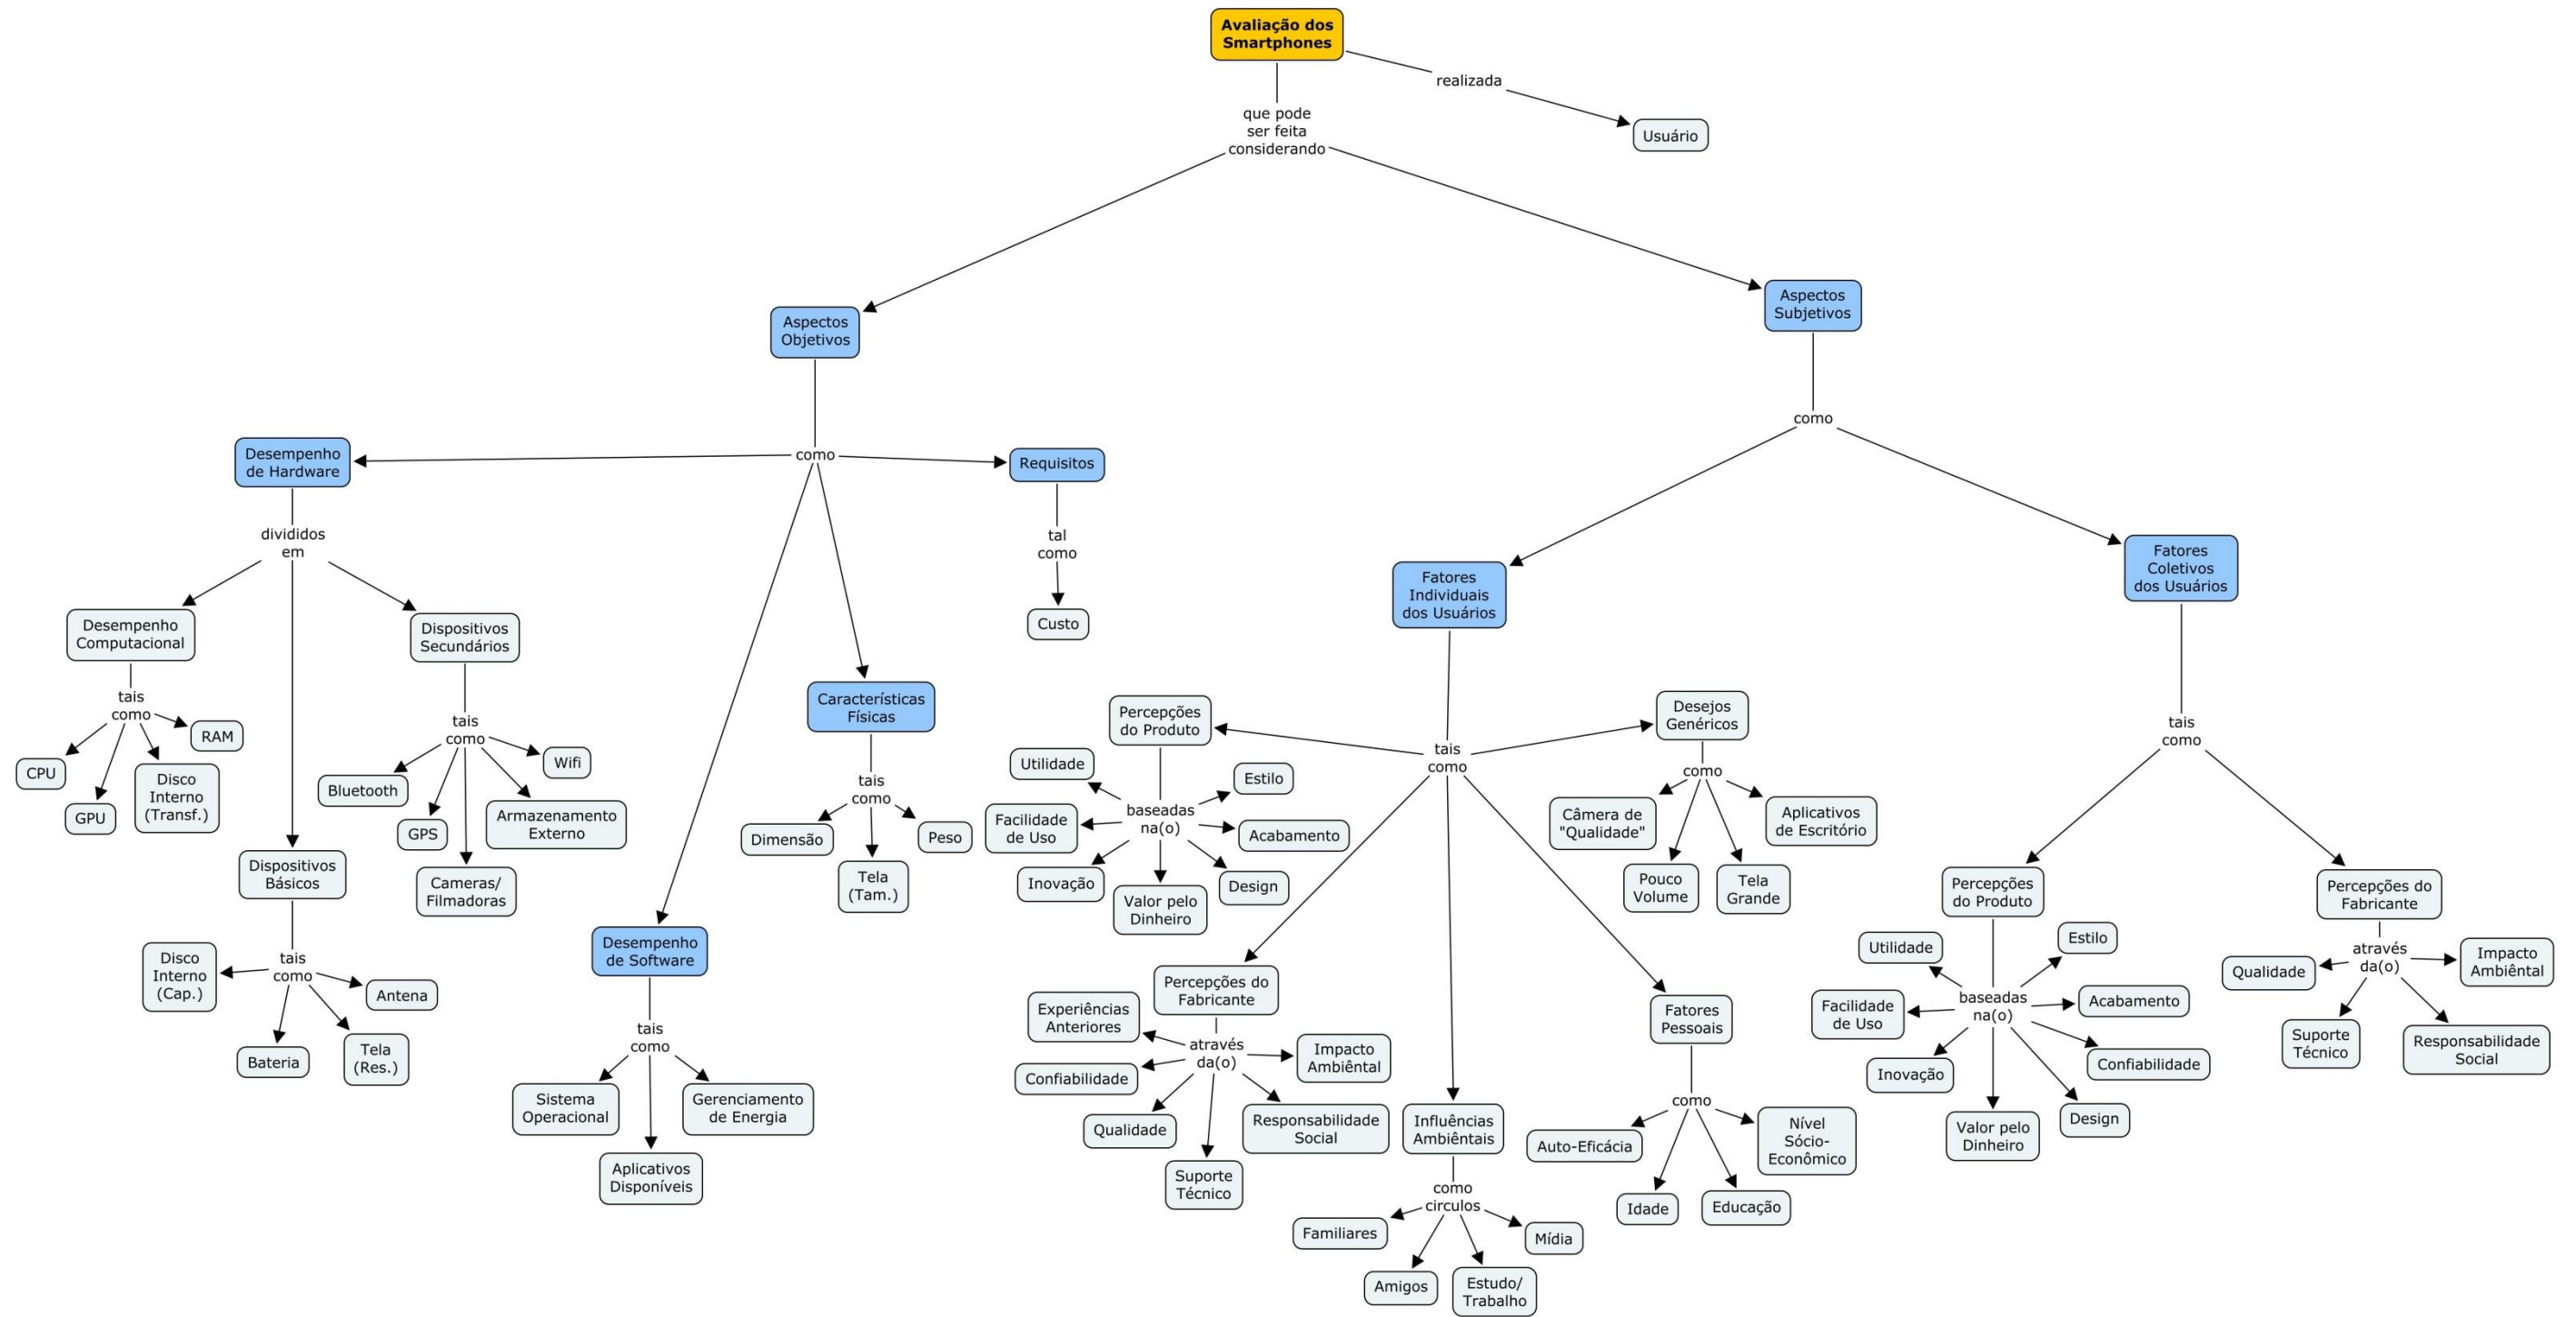 Avaliação dos
Smartphones
realizada
Usuário
que pode
ser feita
considerando
Aspectos
Objetivos
Aspectos
Subjetivos
como
Desempenho
de Hardware
Requisitos
divididos
em
tal
como
Custo
Desempenho
Computacional
tais
como
CPU
GPU
Disco
Interno
(Transf.)
RAM
Dispositivos
Secundários
tais
como
Bluetooth
GPS
Cameras/
Filmadoras
Armazenamento
Externo
Wifi
Dispositivos
Básicos
tais
como
Disco
Interno
(Cap.)
Bateria
Tela
(Res.)
Antena
Características
Físicas
tais
como
Dimensão
Tela
(Tam.)
Peso
Desempenho
de Software
tais
como
Sistema
Operacional
Aplicativos
Disponíveis
Gerenciamento
de Energia
como
Fatores
Individuais
dos Usuários
Fatores
Coletivos
dos Usuários
tais
como
Percepções
do Produto
baseadas
na(o)
Utilidade
Facilidade
de Uso
Inovação
Valor pelo
Dinheiro
Design
Acabamento
Estilo
Desejos
Genéricos
como
Câmera de
"Qualidade"
Pouco
Volume
Tela
Grande
Aplicativos
de Escritório
Percepções do
Fabricante
através
da(o)
Experiências
Anteriores
Confiabilidade
Qualidade
Suporte
Técnico
Responsabilidade
Social
Impacto
Ambiêntal
Influências
Ambiêntais
como
circulos
Familiares
Amigos
Estudo/
Trabalho
Mídia
Fatores
Pessoais
como
Auto-Eficácia
Idade
Educação
Nível
Sócio-
Econômico
tais
como
Percepções
do Produto
baseadas
na(o)
Utilidade
Facilidade
de Uso
Inovação
Valor pelo
Dinheiro
Design
Confiabilidade
Acabamento
Estilo
Percepções do
Fabricante
através
da(o)
Qualidade
Suporte
Técnico
Responsabilidade
Social
Impacto
Ambiêntal